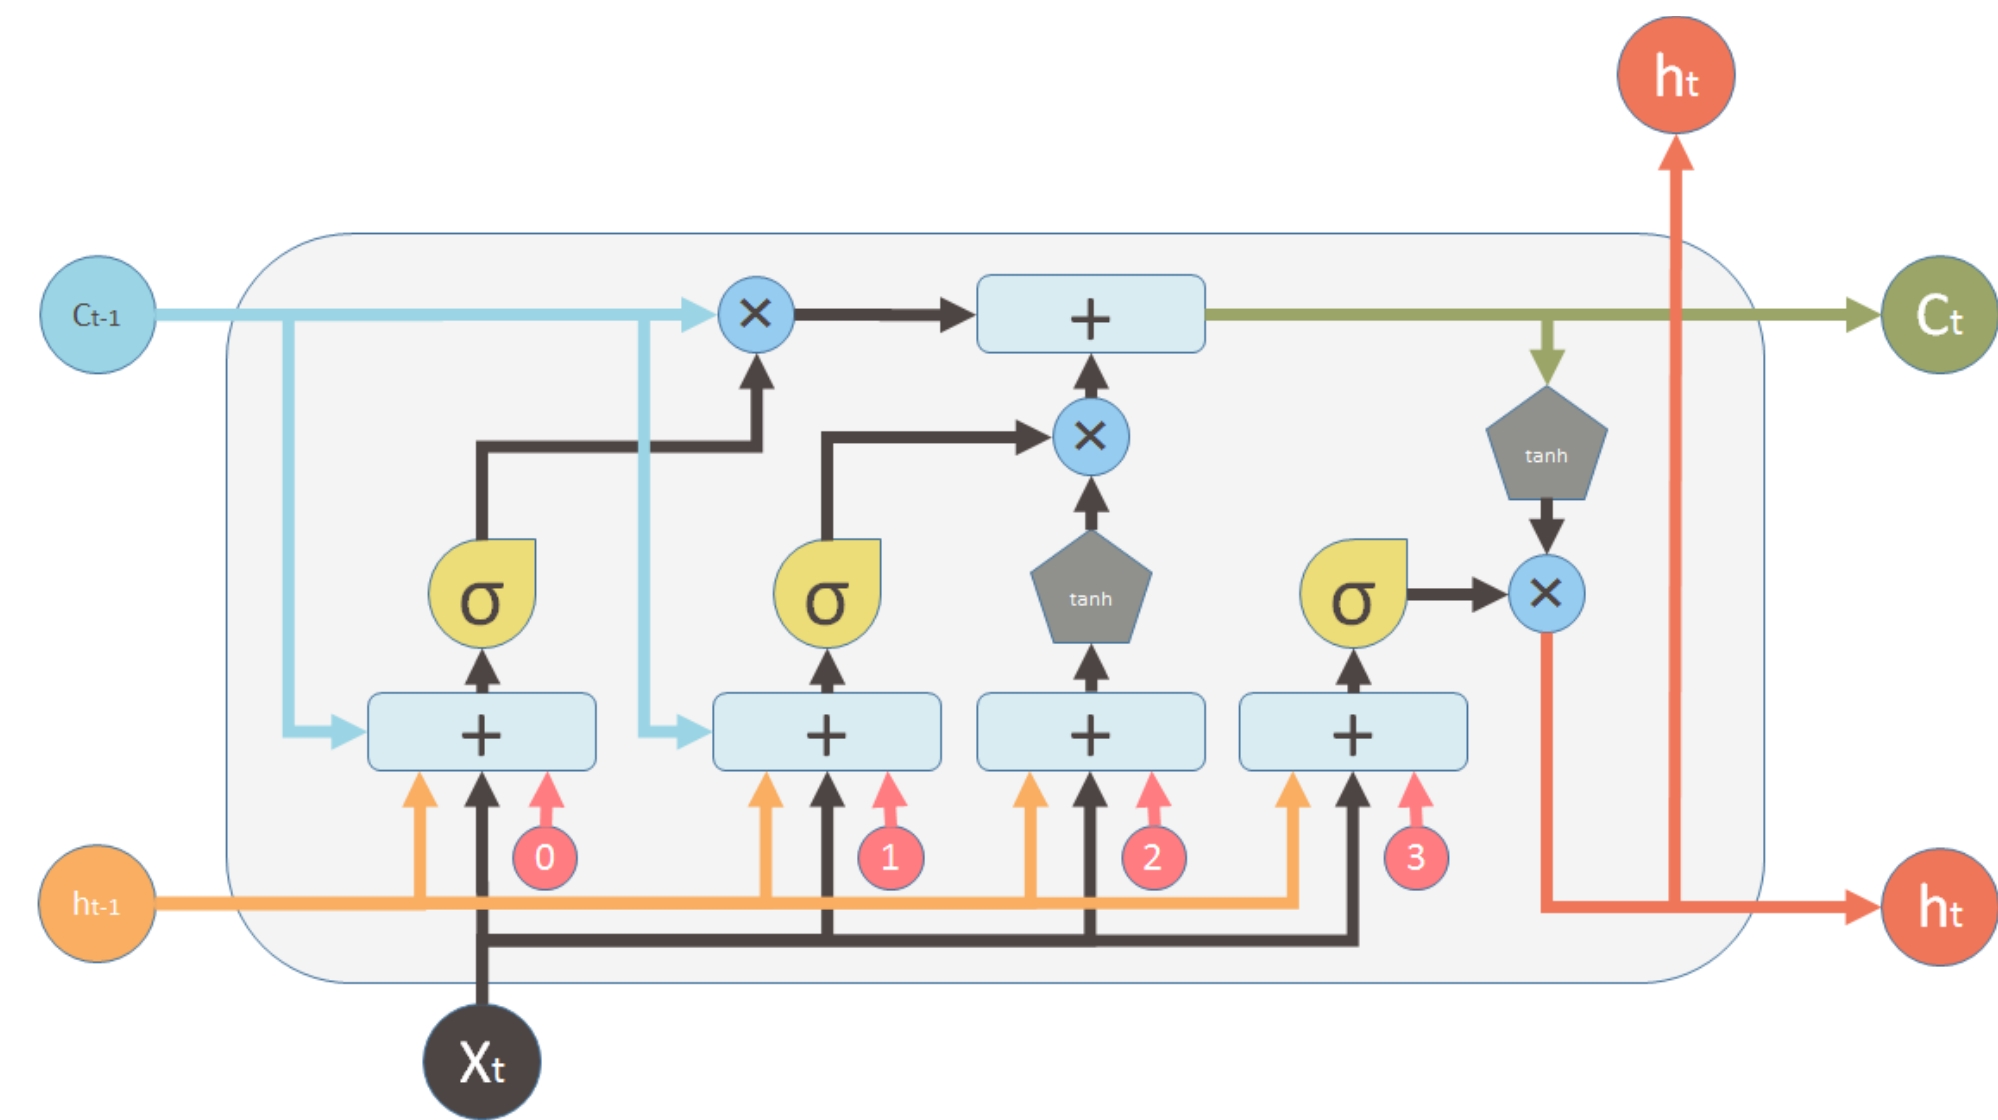 ht
Ct-1
×
+
Ct
×
tanh
σ
σ
tanh
σ
×
+
+
+
+
0
1
2
3
ht-1
ht
Xt